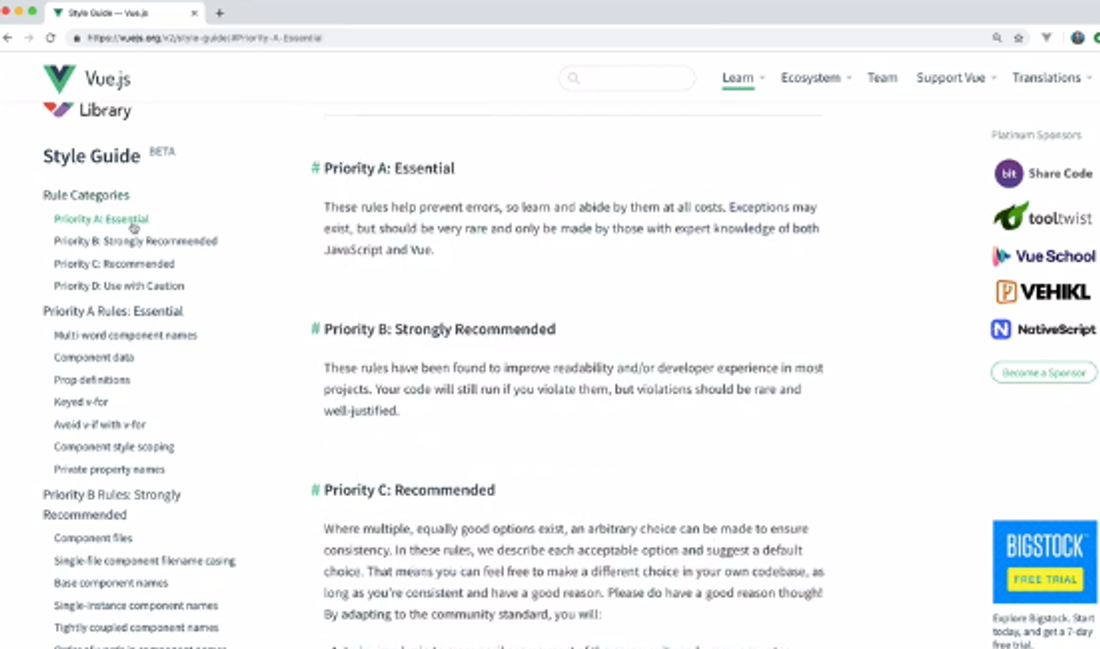 Style Guide — Vue.js
https://vuejs.org/v2/style-guide/#Priority-A-Essential
Vue.js
Learn
Ecosystem
Team
Support Vue
Translations
Library
Style Guide BETA
Rule Categories
Priority A: Essential
Priority B: Strongly Recommended
Priority C: Recommended
Priority D: Use with Caution
Priority A Rules: Essential
Multi-word component names
Component data
Prop definitions
Keyed v-for
Avoid v-if with v-for
Component style scoping
Private property names
Priority B Rules: Strongly
Recommended
Component files
Single-file component filename casing
Base component names
Single-instance component names
Tightly coupled component names
# Priority A: Essential
These rules help prevent errors, so learn and abide by them at all costs. Exceptions may
exist, but should be very rare and only be made by those with expert knowledge of both
JavaScript and Vue.
# Priority B: Strongly Recommended
These rules have been found to improve readability and/or developer experience in most
projects. Your code will still run if you violate them, but violations should be rare and
well-justified.
# Priority C: Recommended
Where multiple, equally good options exist, an arbitrary choice can be made to ensure
consistency. In these rules, we describe each acceptable option and suggest a default
choice. That means you can feel free to make a different choice in your own codebase, as
long as you're consistent and have a good reason. Please do have a good reason though!
By adapting to the community standard, you will:
Platinum Sponsors
bit Share Code
tooltwist
Vue School
VEHIKL
NativeScript
Become a Sponsor
BIGSTOCK
FREE TRIAL
Explore Bigstock. Start
today, and get a 7-day
free trial.